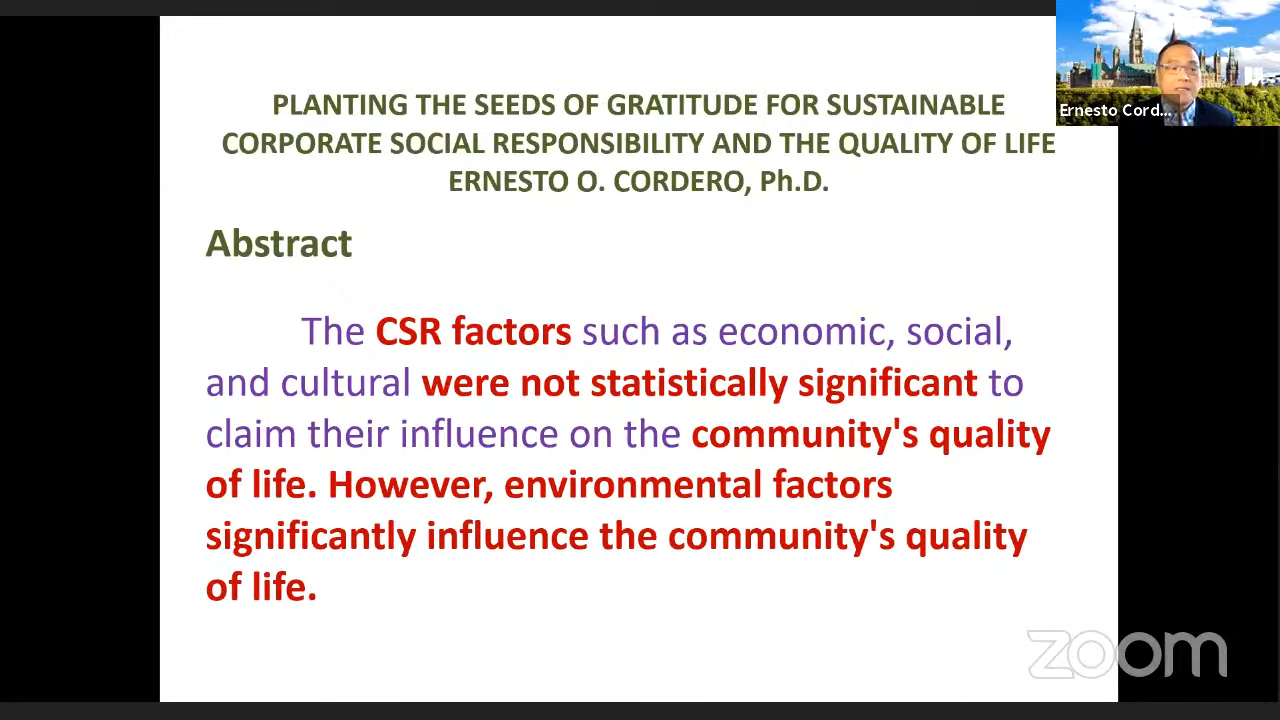 PLANTING THE SEEDS OF GRATITUDE FOR SUSTAINABLE
CORPORATE SOCIAL RESPONSIBILITY AND THE QUALITY OF LIFE
ERNESTO O. CORDERO, Ph.D.
Ernesto Cord...
Abstract
The CSR factors such as economic, social,
and cultural were not statistically significant to
claim their influence on the community's quality
of life. However, environmental factors
significantly influence the community's quality
of life.
zoom